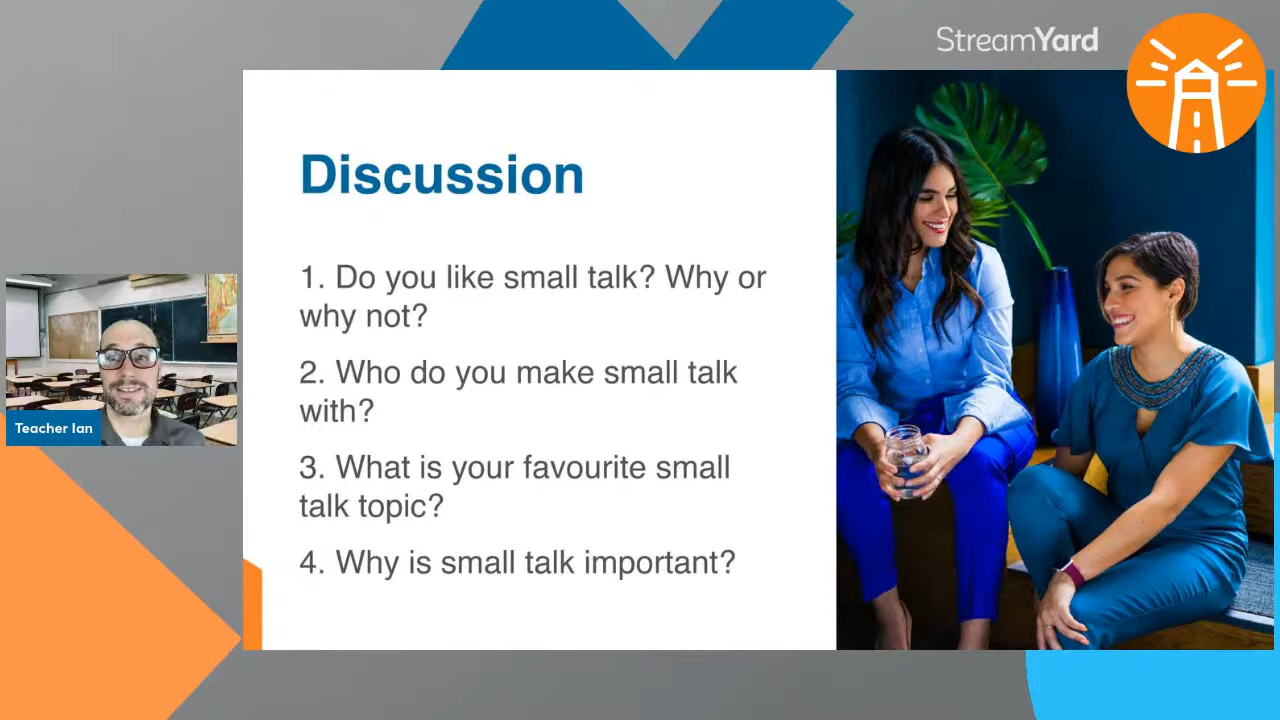 StreamYard
Discussion
1. Do you like small talk? Why or
why not?
2. Who do you make small talk
with?
3. What is your favourite small
talk topic?
4. Why is small talk important?
Teacher Ian